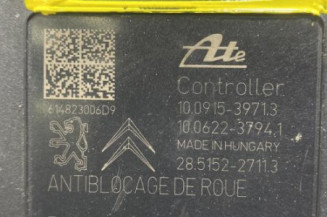 Ate
Controller
614823006D9
10.0915-3971.3
10.0622-3794.1
MADE IN HUNGARY
28.5152-2711.3
ANTIBLOCAGE DE ROUE